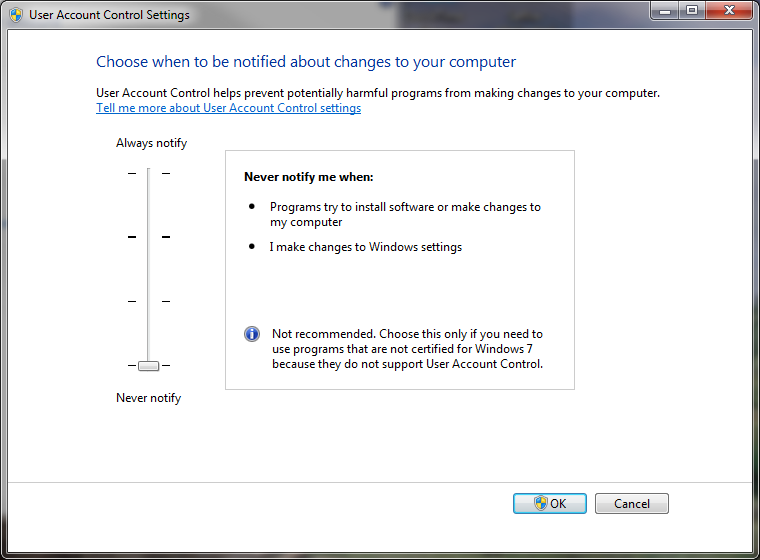 User Account Control Settings
Choose when to be notified about changes to your computer
User Account Control helps prevent potentially harmful programs from making changes to your computer.
Tell me more about User Account Control settings
Always notify
Never notify me when:
Programs try to install software or make changes to
my computer
I make changes to Windows settings
Not recommended. Choose this only if you need to
use programs that are not certified for Windows 7
because they do not support User Account Control.
Never notify
OK
Cancel